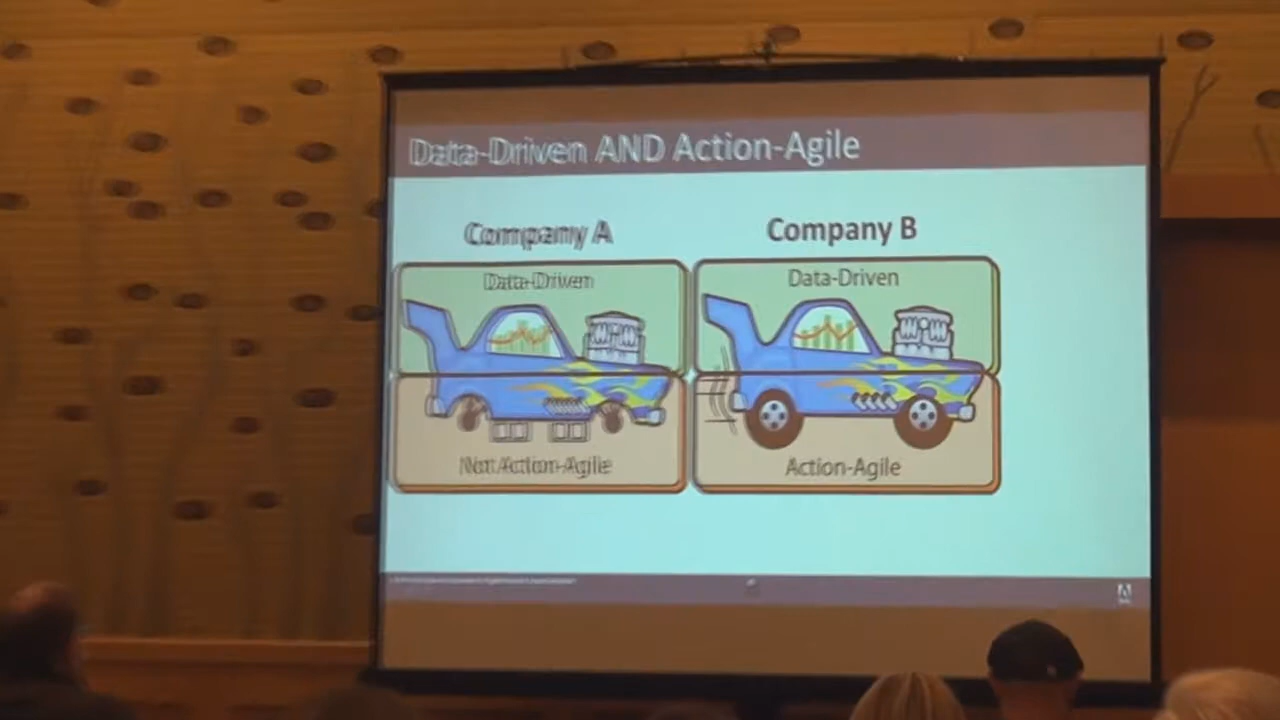 Data-Driven AND Action-Agile
Company A
Company B
Data-Driven
Data-Driven
Not Action-Agile
Action-Agile